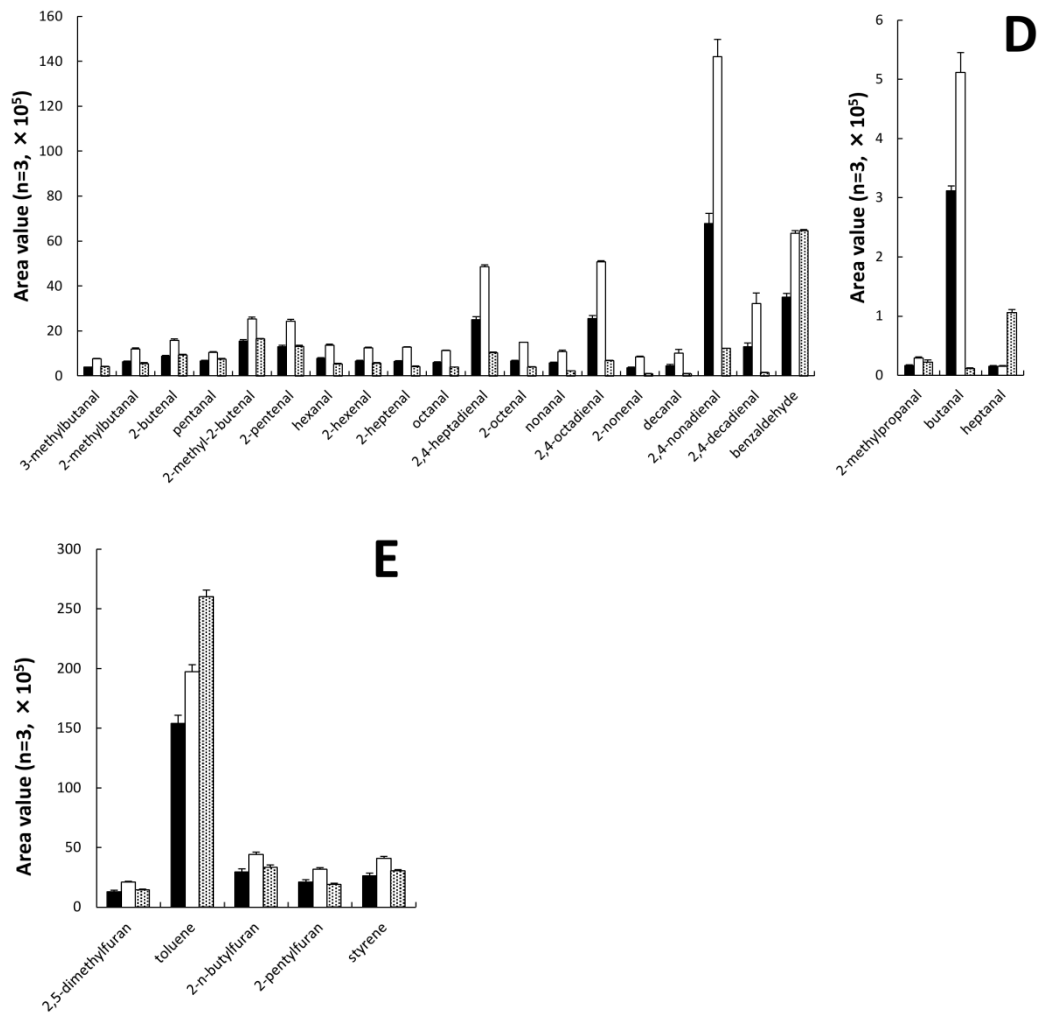 160
140
120
100
80
60
40
20
0
Area value (n=3, ×10⁵)
3-methylbutanal
2-methylbutanal
2-butenal
pentanal
2-methyl-2-butenal
2-pentenal
hexanal
2-hexenal
2-heptenal
octanal
2,4-heptadienal
2-octenal
nonanal
2,4-octadienal
2-nonenal
decanal
2,4-nonadienal
2,4-decadienal
benzaldehyde
D
6
5
4
3
2
1
0
Area value (n=3, ×10⁵)
2-methylpropanal
butanal
heptanal
E
300
250
200
150
100
50
0
Area value (n=3, ×10⁵)
2,5-dimethylfuran
toluene
2-n-butylfuran
2-pentylfuran
styrene